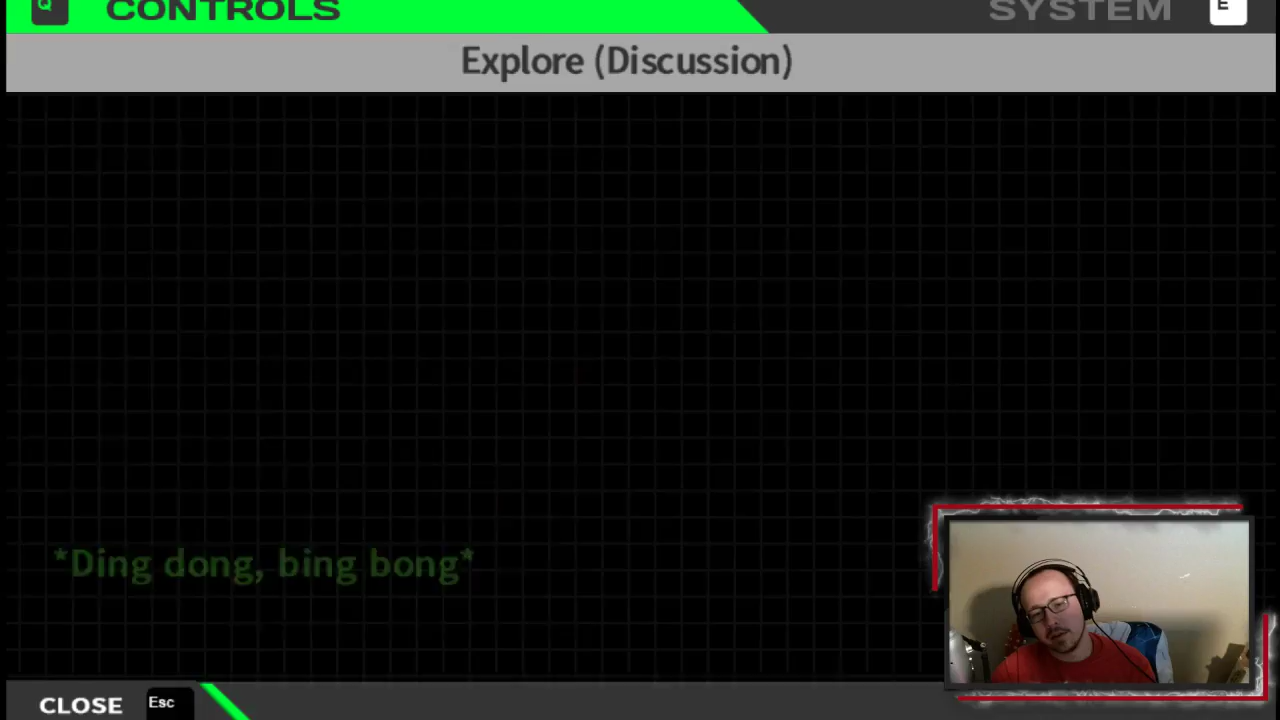 Q CONTROLS SYSTEM E
Explore (Discussion)
*Ding dong, bing bong*
CLOSE Esc